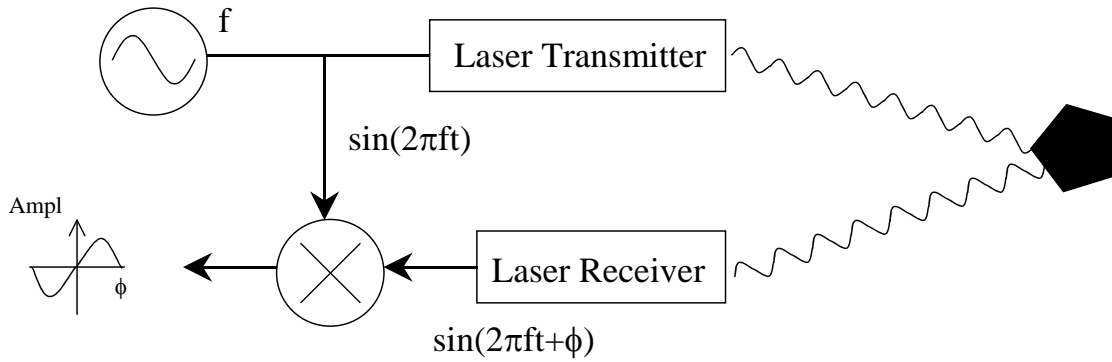 f
Laser Transmitter
sin(2πft)
Ampl
ϕ
Laser Receiver
sin(2πft+ϕ)